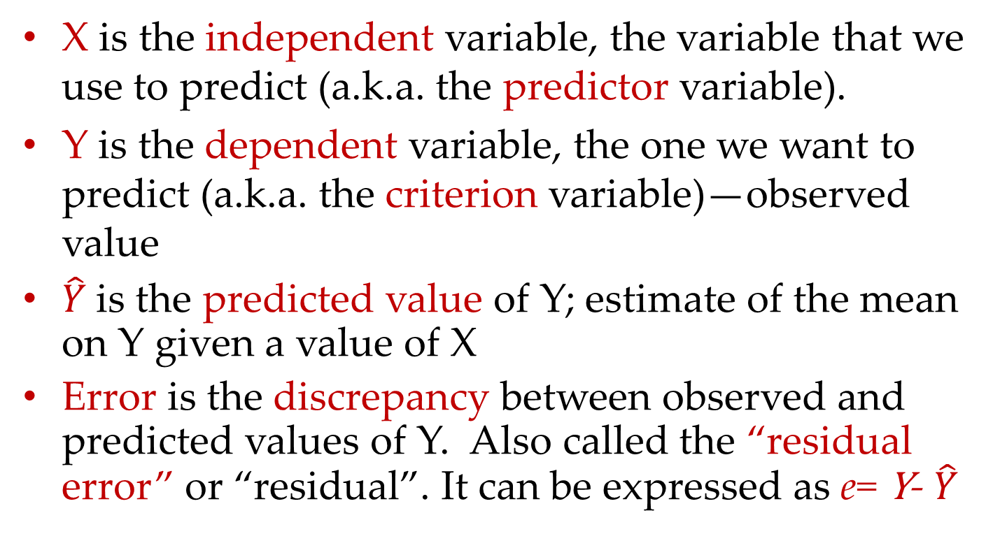 • X is the independent variable, the variable that we
use to predict (a.k.a. the predictor variable).
• Y is the dependent variable, the one we want to
predict (a.k.a. the criterion variable)—observed
value
• Ŷ is the predicted value of Y; estimate of the mean
on Y given a value of X
• Error is the discrepancy between observed and
predicted values of Y.  Also called the “residual
error” or “residual”. It can be expressed as e= Y- Ŷ